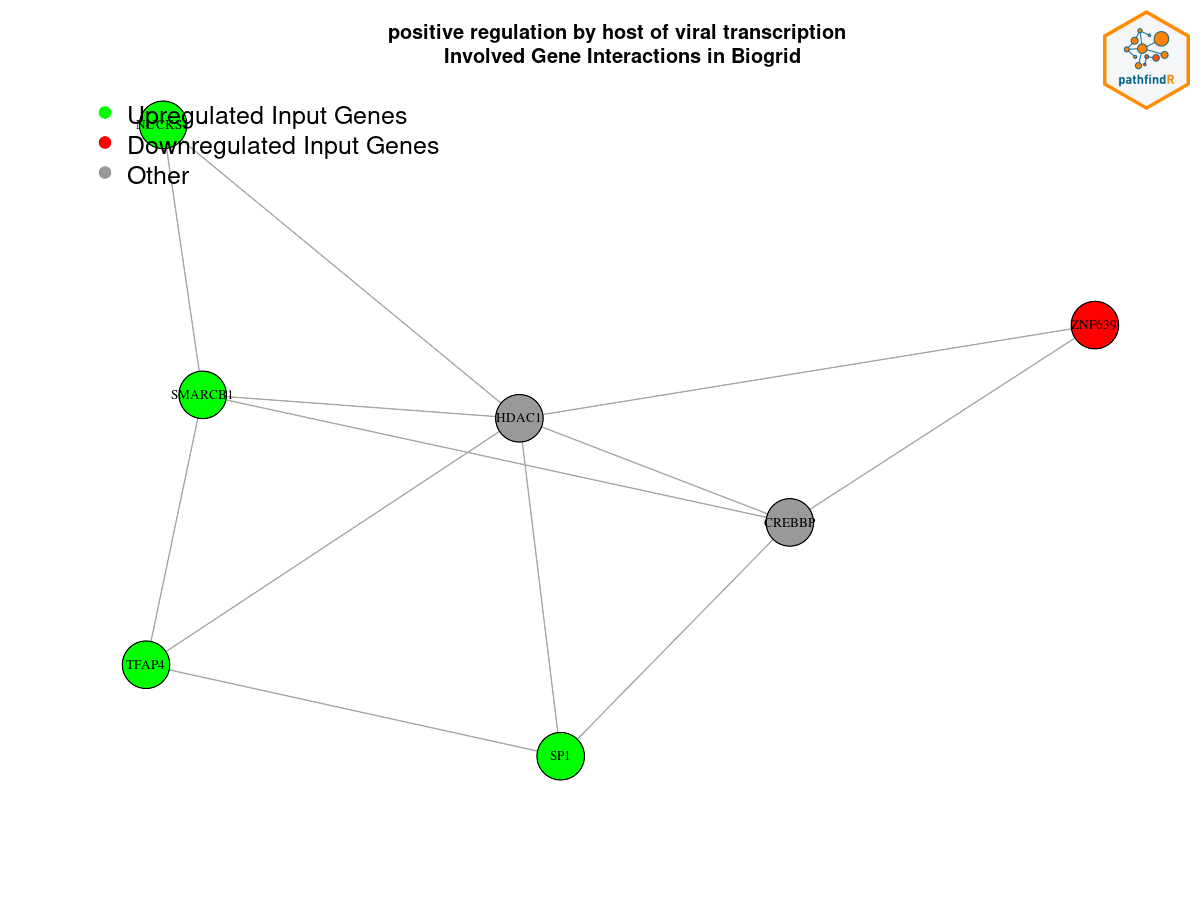 positive regulation by host of viral transcription
Involved Gene Interactions in Biogrid
pathfindR
Upregulated Input Genes
Downregulated Input Genes
Other
ZNF639
SMARCB1
HDAC1
CREBBP
TFAP4
SP1